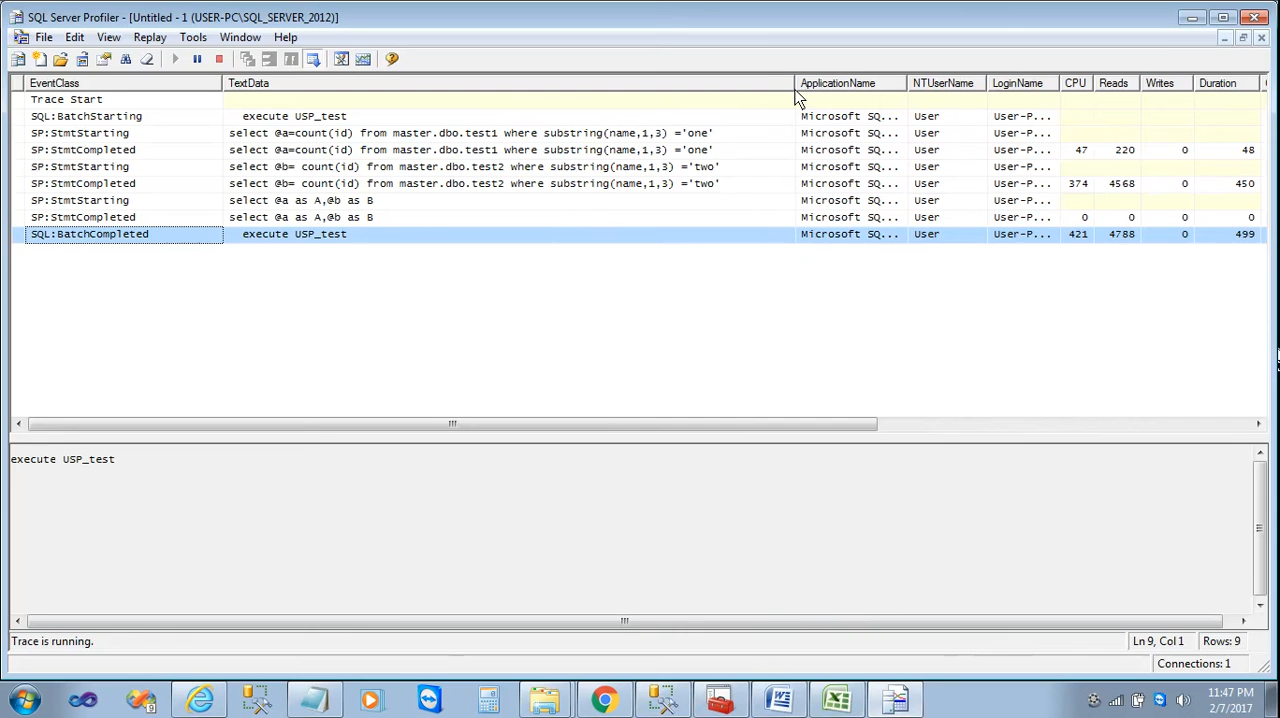 SQL Server Profiler - [Untitled - 1 (USER-PC\SQL_SERVER_2012)]
File Edit View Replay Tools Window Help
EventClass TextData ApplicationName NTUserName LoginName CPU Reads Writes Duration
Trace Start
SQL:BatchStarting execute USP_test Microsoft SQ... User User-P...
SP:StmtStarting select @a=count(id) from master.dbo.test1 where substring(name,1,3) ='one' Microsoft SQ... User User-P...
SP:StmtCompleted select @a=count(id) from master.dbo.test1 where substring(name,1,3) ='one' Microsoft SQ... User User-P... 47 220 0 48
SP:StmtStarting select @b= count(id) from master.dbo.test2 where substring(name,1,3) ='two' Microsoft SQ... User User-P...
SP:StmtCompleted select @b= count(id) from master.dbo.test2 where substring(name,1,3) ='two' Microsoft SQ... User User-P... 374 4568 0 450
SP:StmtStarting select @a as A,@b as B Microsoft SQ... User User-P...
SP:StmtCompleted select @a as A,@b as B Microsoft SQ... User User-P... 0 0 0 0
SQL:BatchCompleted execute USP_test Microsoft SQ... User User-P... 421 4788 0 499
execute USP_test
Trace is running. Ln 9, Col 1 Rows: 9
Connections: 1
11:47 PM
2/7/2017